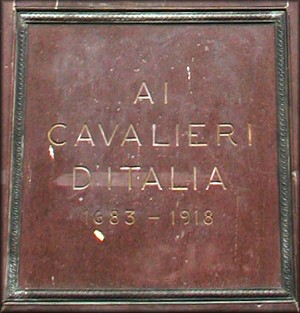 AI
CAVALIERI
D'ITALIA
1683 - 1918